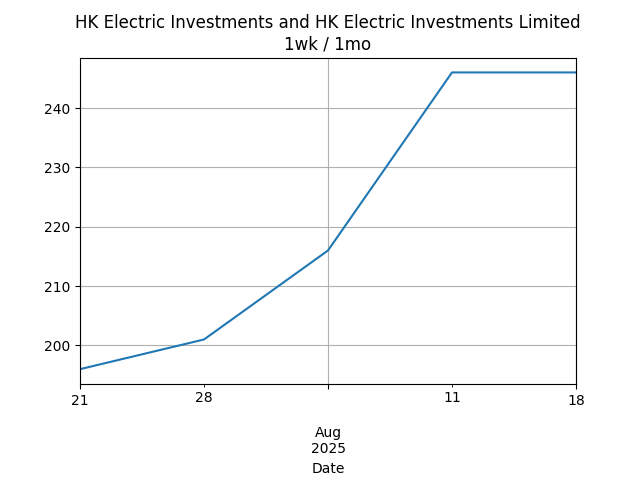 HK Electric Investments and HK Electric Investments Limited
1wk / 1mo
240
230
220
210
200
21
28
11
18
Aug
2025
Date